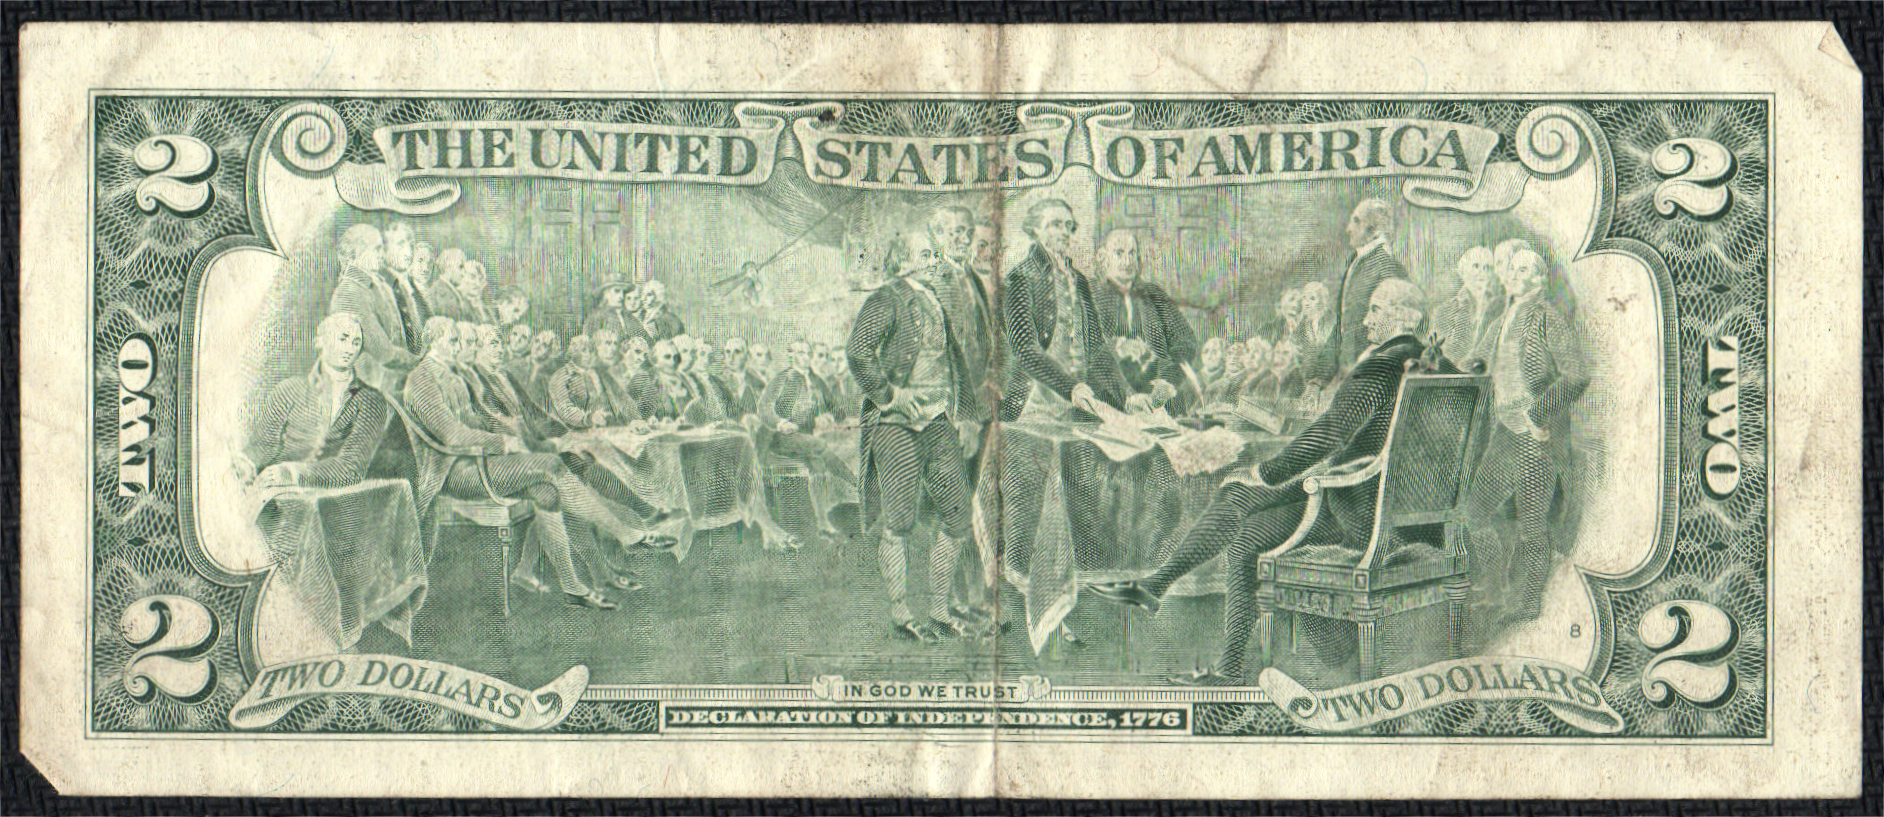 THE UNITED STATES OF AMERICA
2
2
TWO
TWO
8
2
2
TWO DOLLARS
IN GOD WE TRUST
TWO DOLLARS
DECLARATION OF INDEPENDENCE, 1776